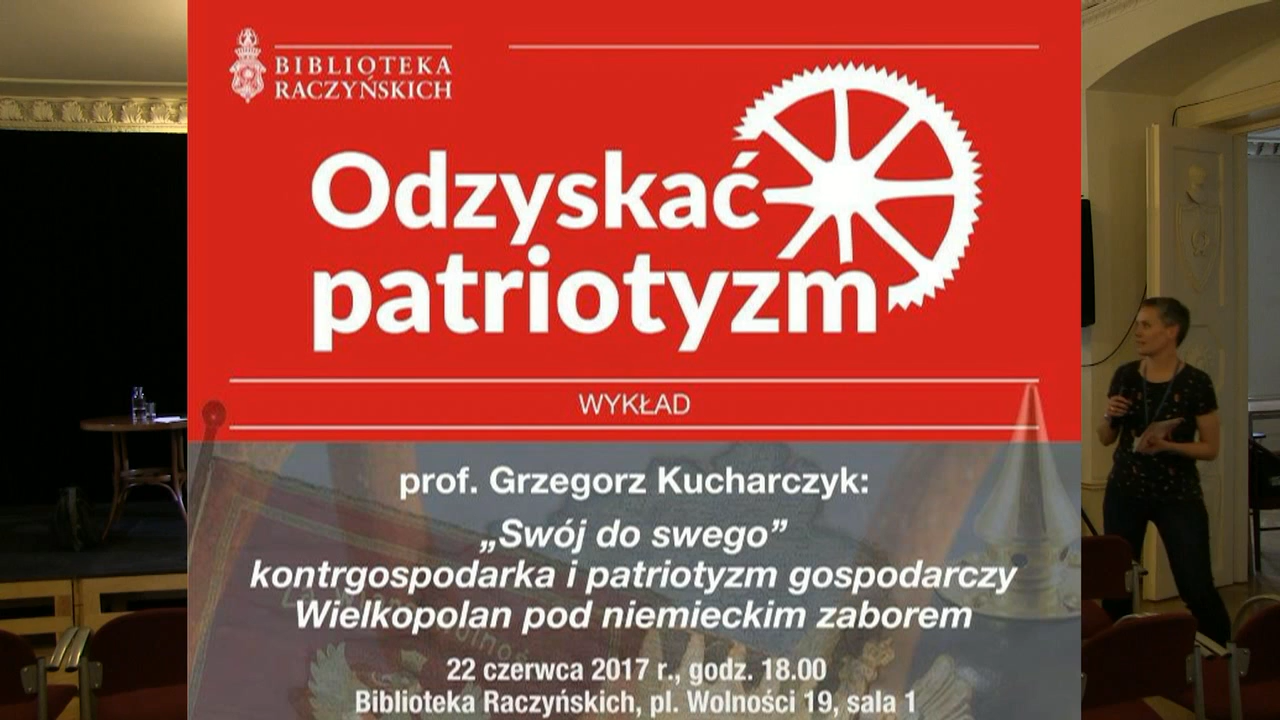 BIBLIOTEKA
RACZYŃSKICH
Odzyskać
patriotyzm
WYKŁAD
prof. Grzegorz Kucharczyk:
„Swój do swego”
kontrgospodarka i patriotyzm gospodarczy
Wielkopolan pod niemieckim zaborem
22 czerwca 2017 r., godz. 18.00
Biblioteka Raczyńskich, pl. Wolności 19, sala 1